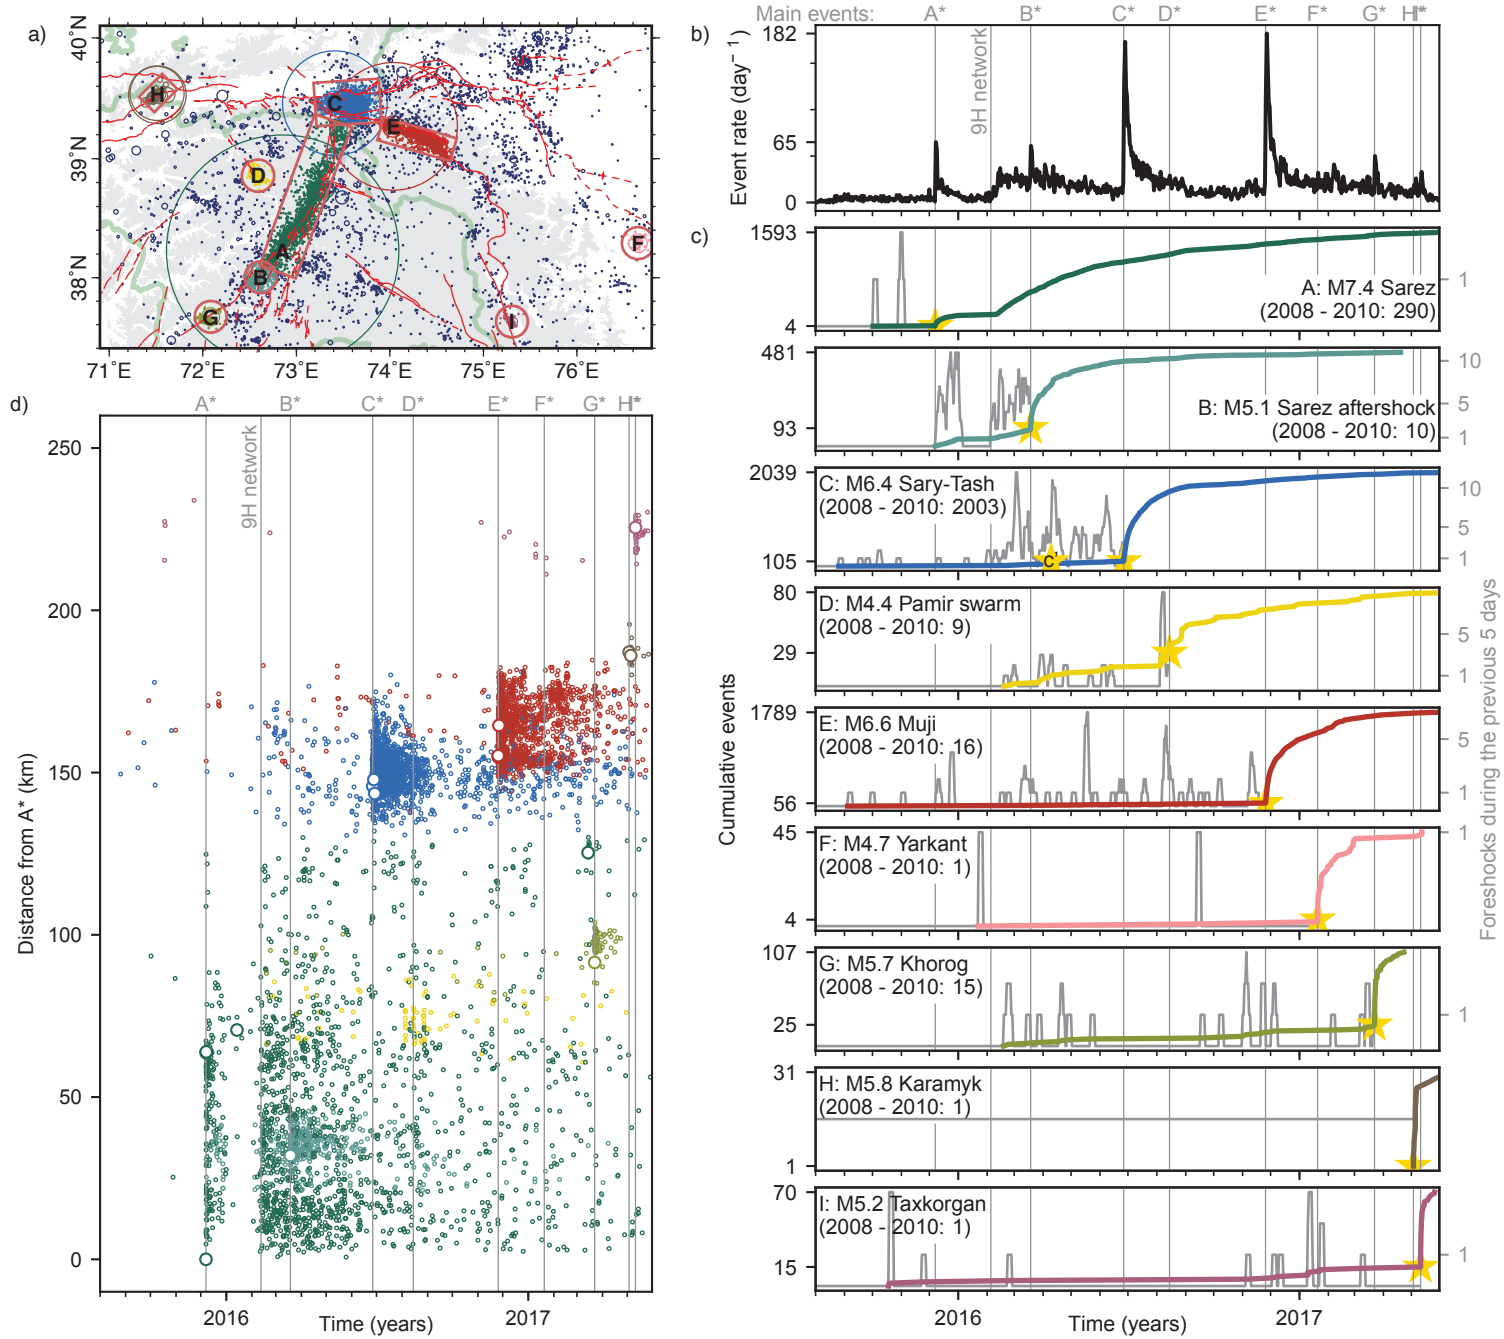 a)
40˚N
39˚N
38˚N
71˚E
72˚E
73˚E
74˚E
75˚E
76˚E
H
C
E
D
A
B
G
F
I
b)
Main events:
A*
B*
C*
D*
E*
F*
G*
H*
I*
9H network
Event rate (day⁻¹)
182
65
0
c)
Cumulative events
Foreshocks during the previous 5 days
1593
4
1
A: M7.4 Sarez
(2008 - 2010: 290)
481
93
10
5
1
B: M5.1 Sarez aftershock
(2008 - 2010: 10)
2039
105
10
5
1
C: M6.4 Sary-Tash
(2008 - 2010: 2003)
C'
80
29
5
1
D: M4.4 Pamir swarm
(2008 - 2010: 9)
1789
56
5
1
E: M6.6 Muji
(2008 - 2010: 16)
45
4
1
F: M4.7 Yarkant
(2008 - 2010: 1)
107
25
1
G: M5.7 Khorog
(2008 - 2010: 15)
31
1
H: M5.8 Karamyk
(2008 - 2010: 1)
70
15
1
I: M5.2 Taxkorgan
(2008 - 2010: 1)
2016
2017
Time (years)
d)
A*
B*
C*
D*
E*
F*
G*
H*
I*
9H network
Distance from A* (km)
250
200
150
100
50
0
2016
2017
Time (years)